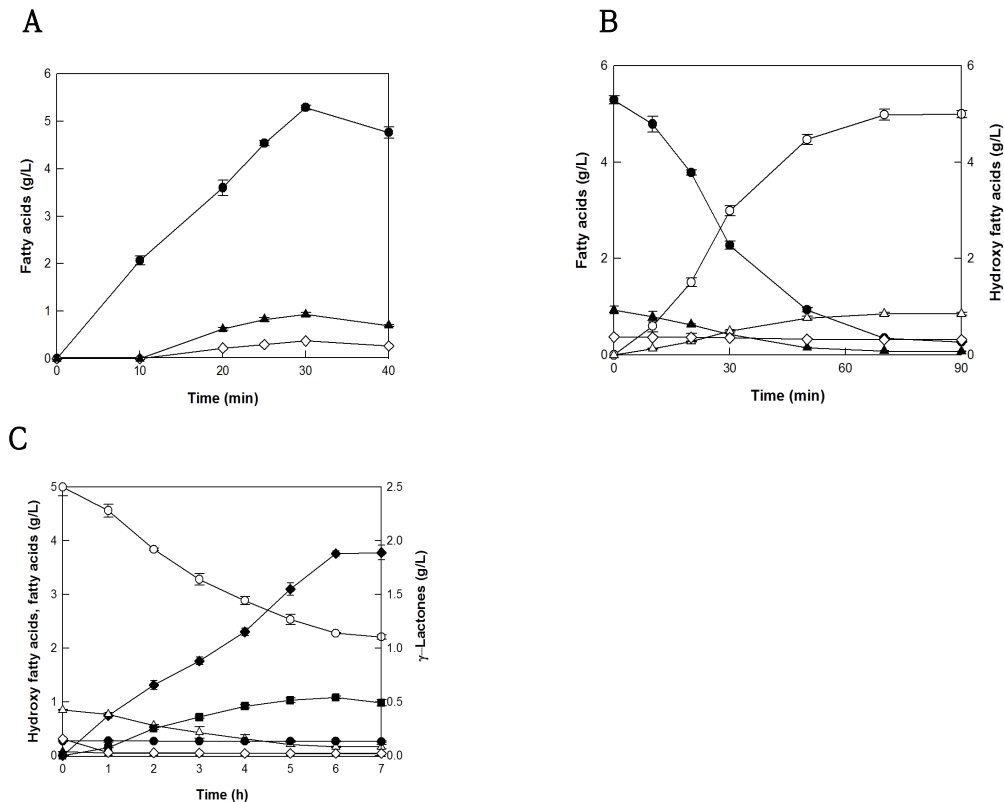 A
6
5
4
3
2
1
0
0 10 20 30 40
Fatty acids (g/L)
Time (min)
B
6
4
2
0
6
4
2
0
0 30 60 90
Fatty acids (g/L)
Hydroxy fatty acids (g/L)
Time (min)
C
5
4
3
2
1
0
2.5
2.0
1.5
1.0
0.5
0.0
0 1 2 3 4 5 6 7
Hydroxy fatty acids, fatty acids (g/L)
γ-Lactones (g/L)
Time (h)